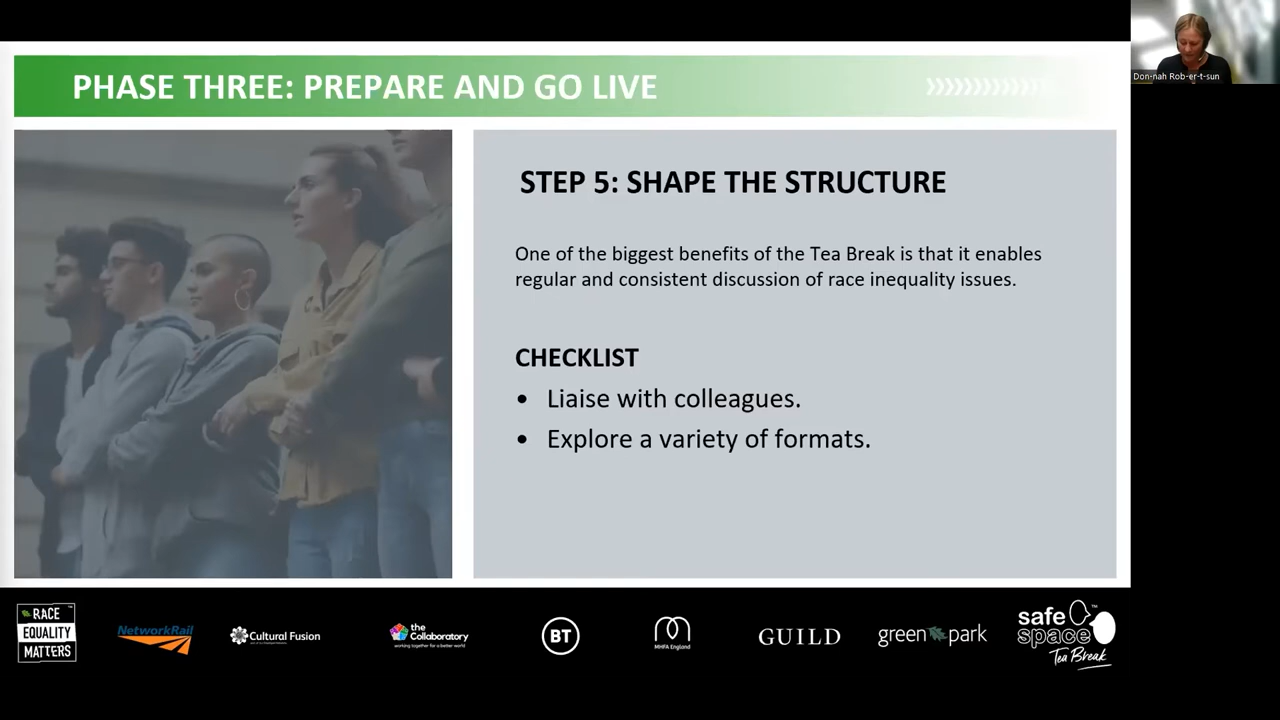 PHASE THREE: PREPARE AND GO LIVE
Don-nah Rob-er-t-sun
STEP 5: SHAPE THE STRUCTURE
One of the biggest benefits of the Tea Break is that it enables
regular and consistent discussion of race inequality issues.
CHECKLIST
• Liaise with colleagues.
• Explore a variety of formats.
RACE
EQUALITY
MATTERS
NetworkRail
Cultural Fusion
the
Collaboratory
working together for a better world
BT
MHFA England
GUILD
green park
safe
space™
Tea Break